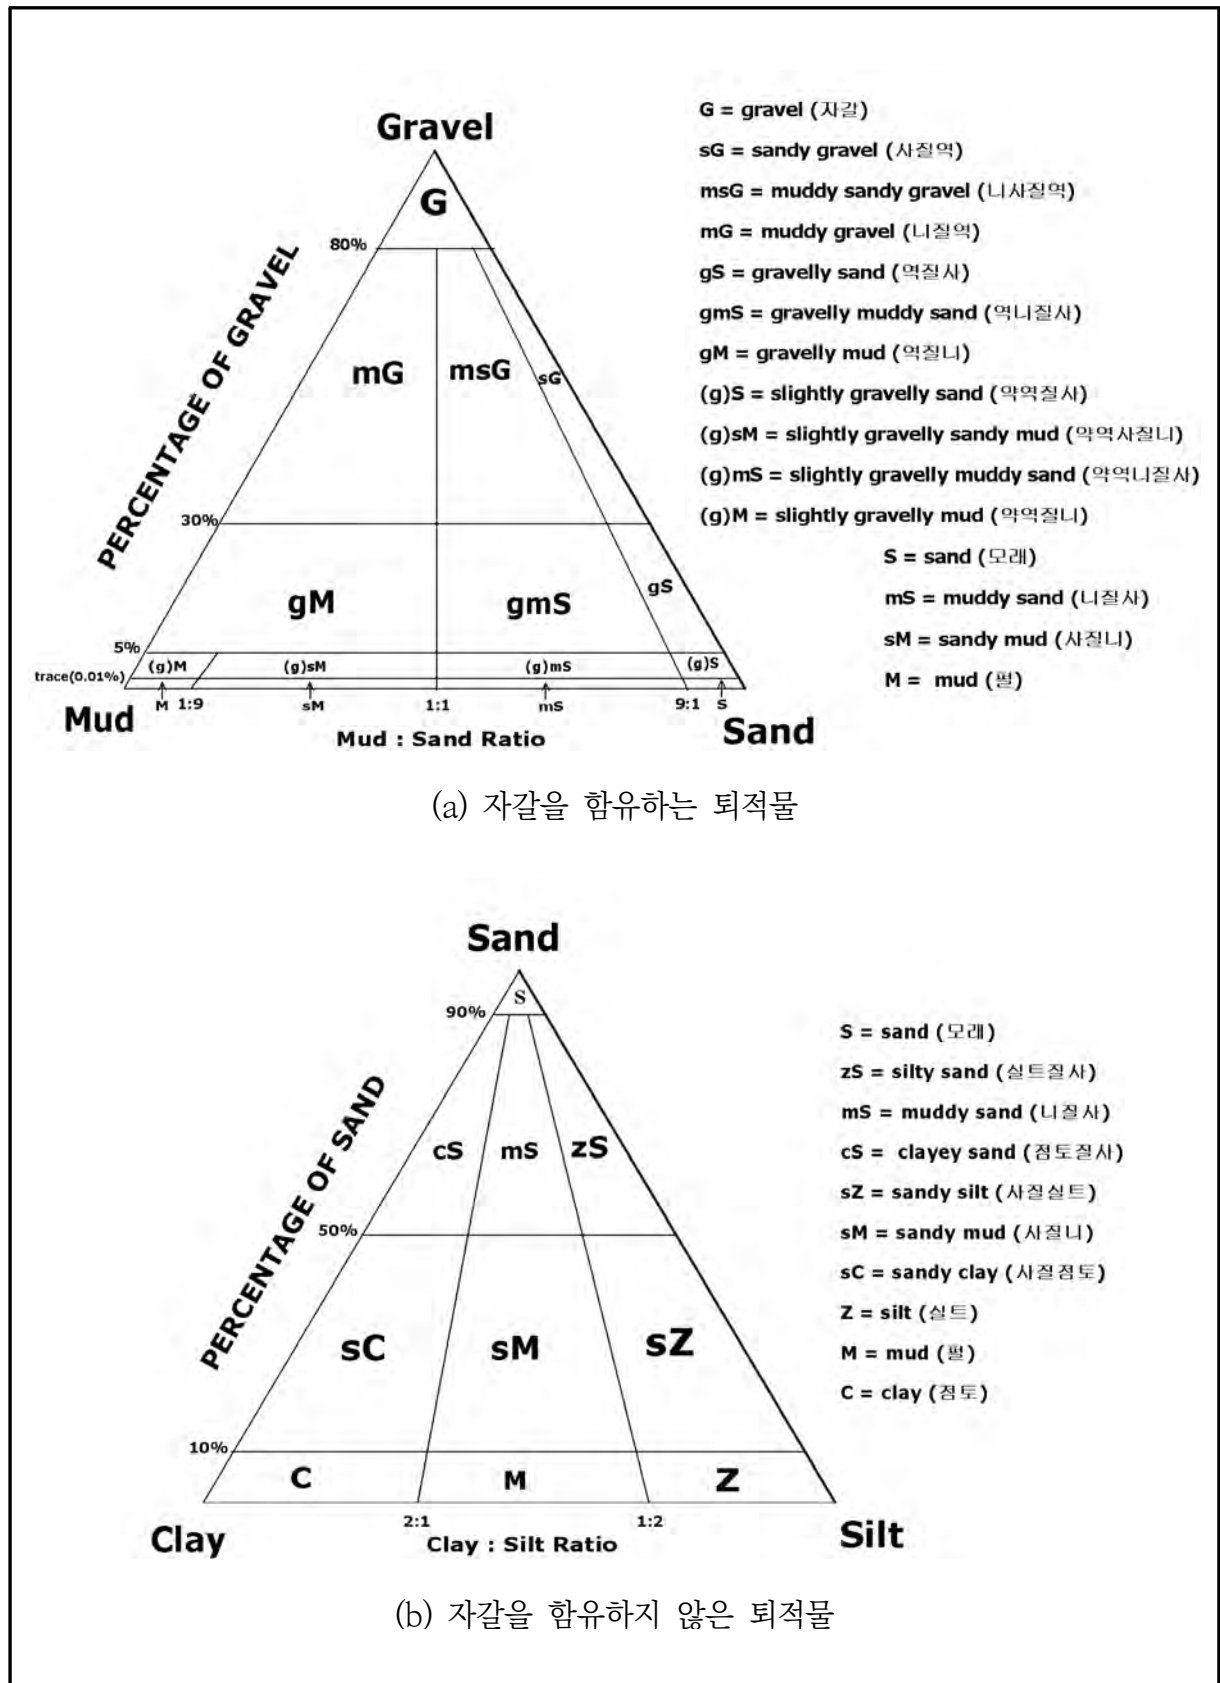 Gravel
G
80%
mG
msG
sG
30%
gM
gmS
gS
5%
(g)M
(g)sM
(g)mS
(g)S
trace(0.01%)
M 1:9
sM
1:1
mS
9:1
S
Mud
Sand
Mud : Sand Ratio
PERCENTAGE OF GRAVEL
G = gravel (자갈)
sG = sandy gravel (사질역)
msG = muddy sandy gravel (니사질역)
mG = muddy gravel (니질역)
gS = gravelly sand (역질사)
gmS = gravelly muddy sand (역니질사)
gM = gravelly mud (역질니)
(g)S = slightly gravelly sand (약역질사)
(g)sM = slightly gravelly sandy mud (약역사질니)
(g)mS = slightly gravelly muddy sand (약역니질사)
(g)M = slightly gravelly mud (약역질니)
S = sand (모래)
mS = muddy sand (니질사)
sM = sandy mud (사질니)
M = mud (펄)
(a) 자갈을 함유하는 퇴적물
Sand
S
90%
cS
mS
zS
50%
sC
sM
sZ
10%
C
M
Z
2:1
1:2
Clay
Clay : Silt Ratio
Silt
PERCENTAGE OF SAND
S = sand (모래)
zS = silty sand (실트질사)
mS = muddy sand (니질사)
cS = clayey sand (점토질사)
sZ = sandy silt (사질실트)
sM = sandy mud (사질니)
sC = sandy clay (사질점토)
Z = silt (실트)
M = mud (펄)
C = clay (점토)
(b) 자갈을 함유하지 않은 퇴적물